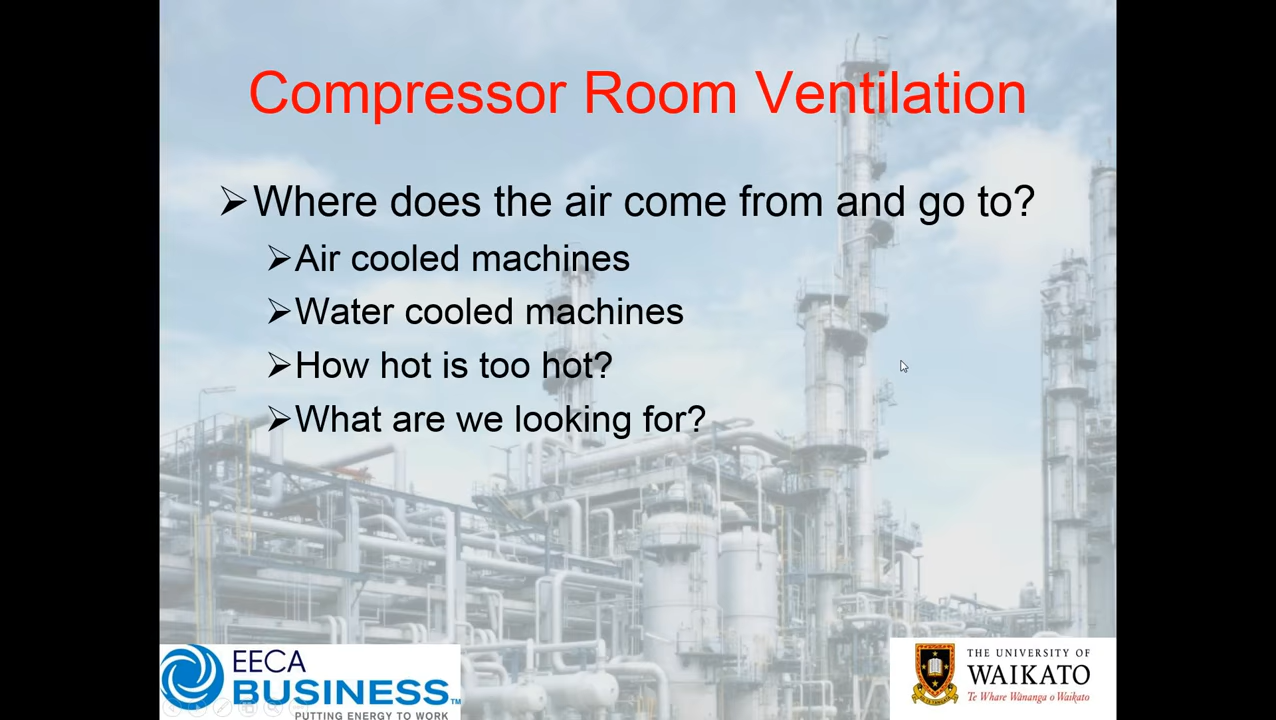 Compressor Room Ventilation
➢Where does the air come from and go to?
➢Air cooled machines
➢Water cooled machines
➢How hot is too hot?
➢What are we looking for?
EECA
BUSINESS™
PUTTING ENERGY TO WORK
THE UNIVERSITY OF
WAIKATO
Te Whare Wānanga o Waikato